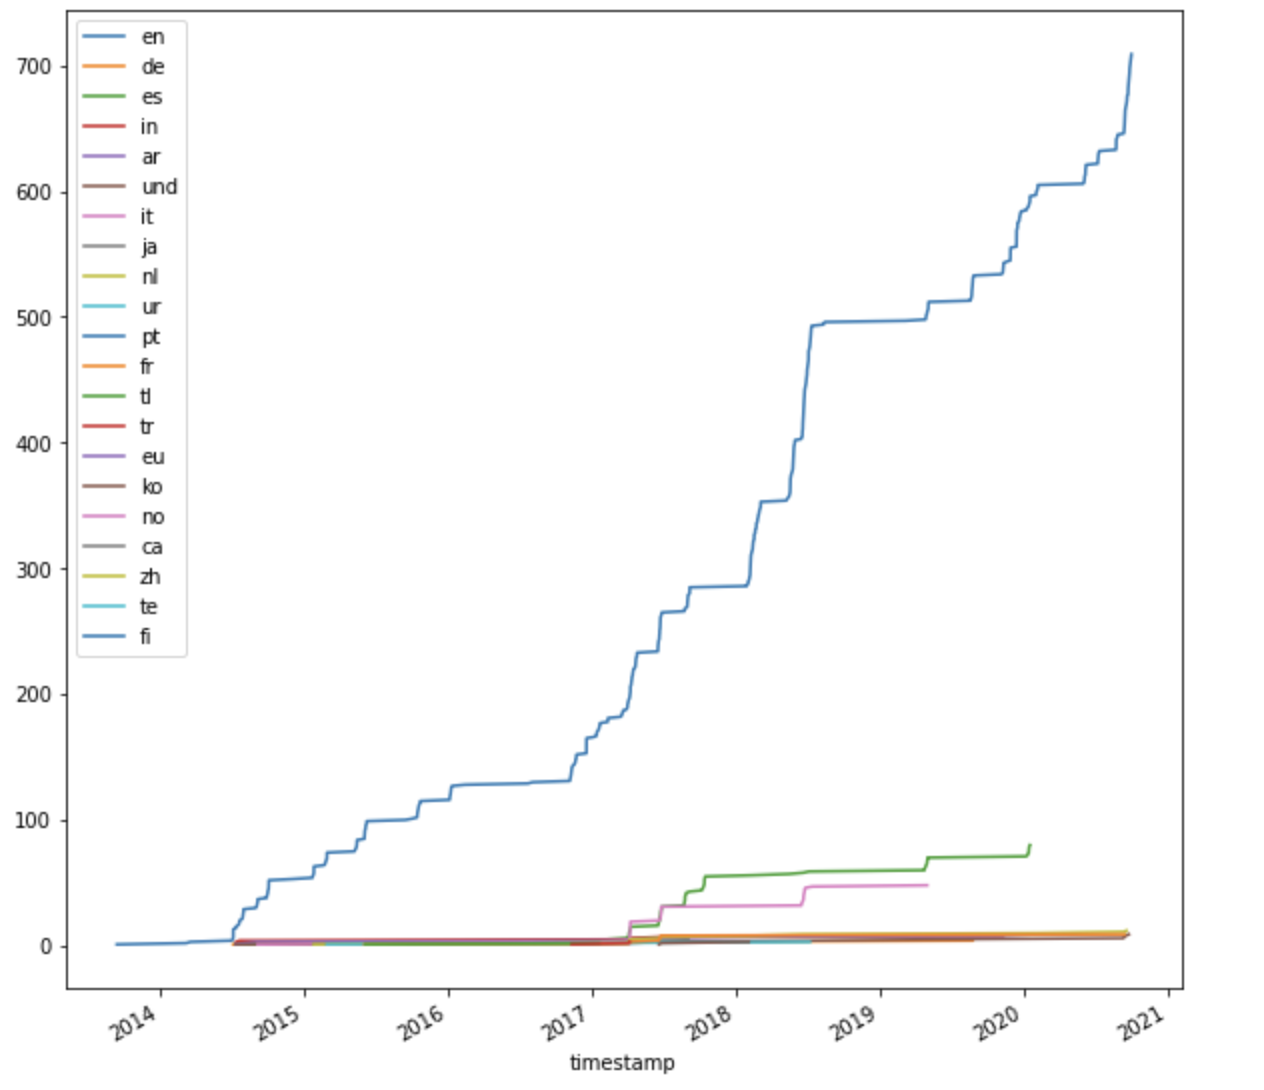 en
de
es
in
ar
und
it
ja
nl
ur
pt
fr
tl
tr
eu
ko
no
ca
zh
te
fi
700
600
500
400
300
200
100
0
2014
2015
2016
2017
2018
2019
2020
2021
timestamp